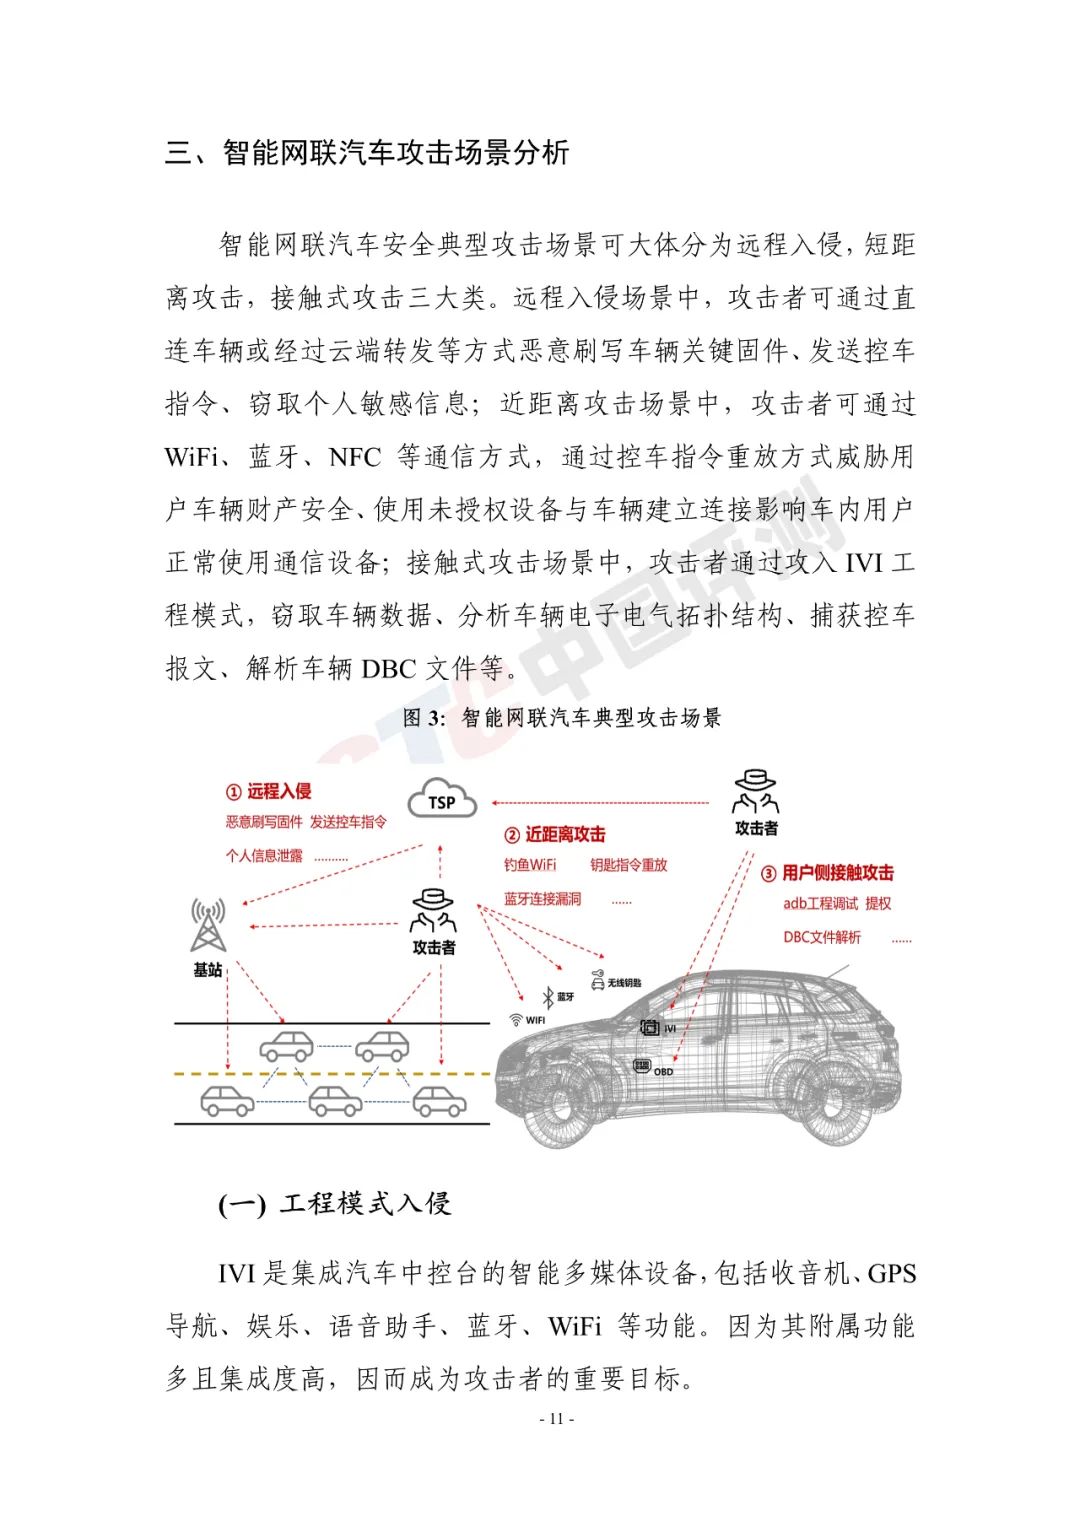 三、智能网联汽车攻击场景分析
智能网联汽车安全典型攻击场景可大体分为远程入侵，短距
离攻击，接触式攻击三大类。远程入侵场景中，攻击者可通过直
连车辆或经过云端转发等方式恶意刷写车辆关键固件、发送控车
指令、窃取个人敏感信息；近距离攻击场景中，攻击者可通过
WiFi、蓝牙、NFC 等通信方式，通过控车指令重放方式威胁用
户车辆财产安全、使用未授权设备与车辆建立连接影响车内用户
正常使用通信设备；接触式攻击场景中，攻击者通过攻入 IVI 工
程模式，窃取车辆数据、分析车辆电子电气拓扑结构、捕获控车
报文、解析车辆 DBC 文件等。
CSTC中国评测
图 3：智能网联汽车典型攻击场景
① 远程入侵
恶意刷写固件 发送控车指令
个人信息泄露 ..........
TSP
攻击者
② 近距离攻击
钓鱼WiFi 钥匙指令重放
蓝牙连接漏洞 ......
③ 用户侧接触攻击
adb工程调试 提权
DBC文件解析 ......
基站
攻击者
无线钥匙
蓝牙
WIFI
IVI
OBD
(一) 工程模式入侵
IVI 是集成汽车中控台的智能多媒体设备，包括收音机、GPS
导航、娱乐、语音助手、蓝牙、WiFi 等功能。因为其附属功能
多且集成度高，因而成为攻击者的重要目标。
- 11 -